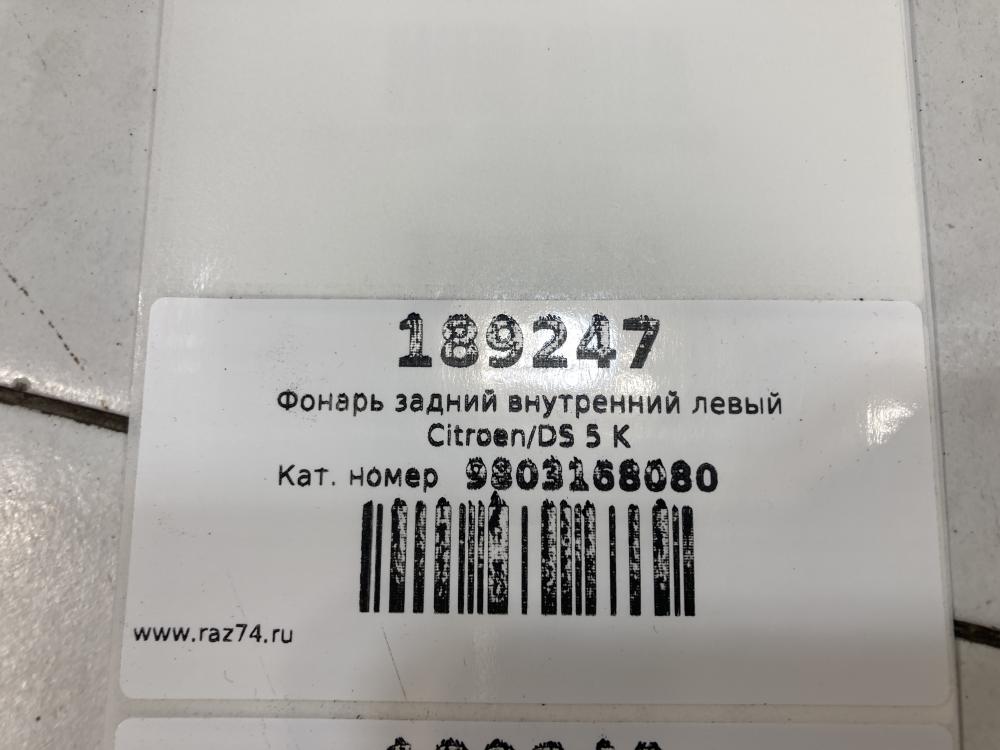 189247
Фонарь задний внутренний левый
Citroen/DS 5 K
Кат. номер 9803168080
www.raz74.ru